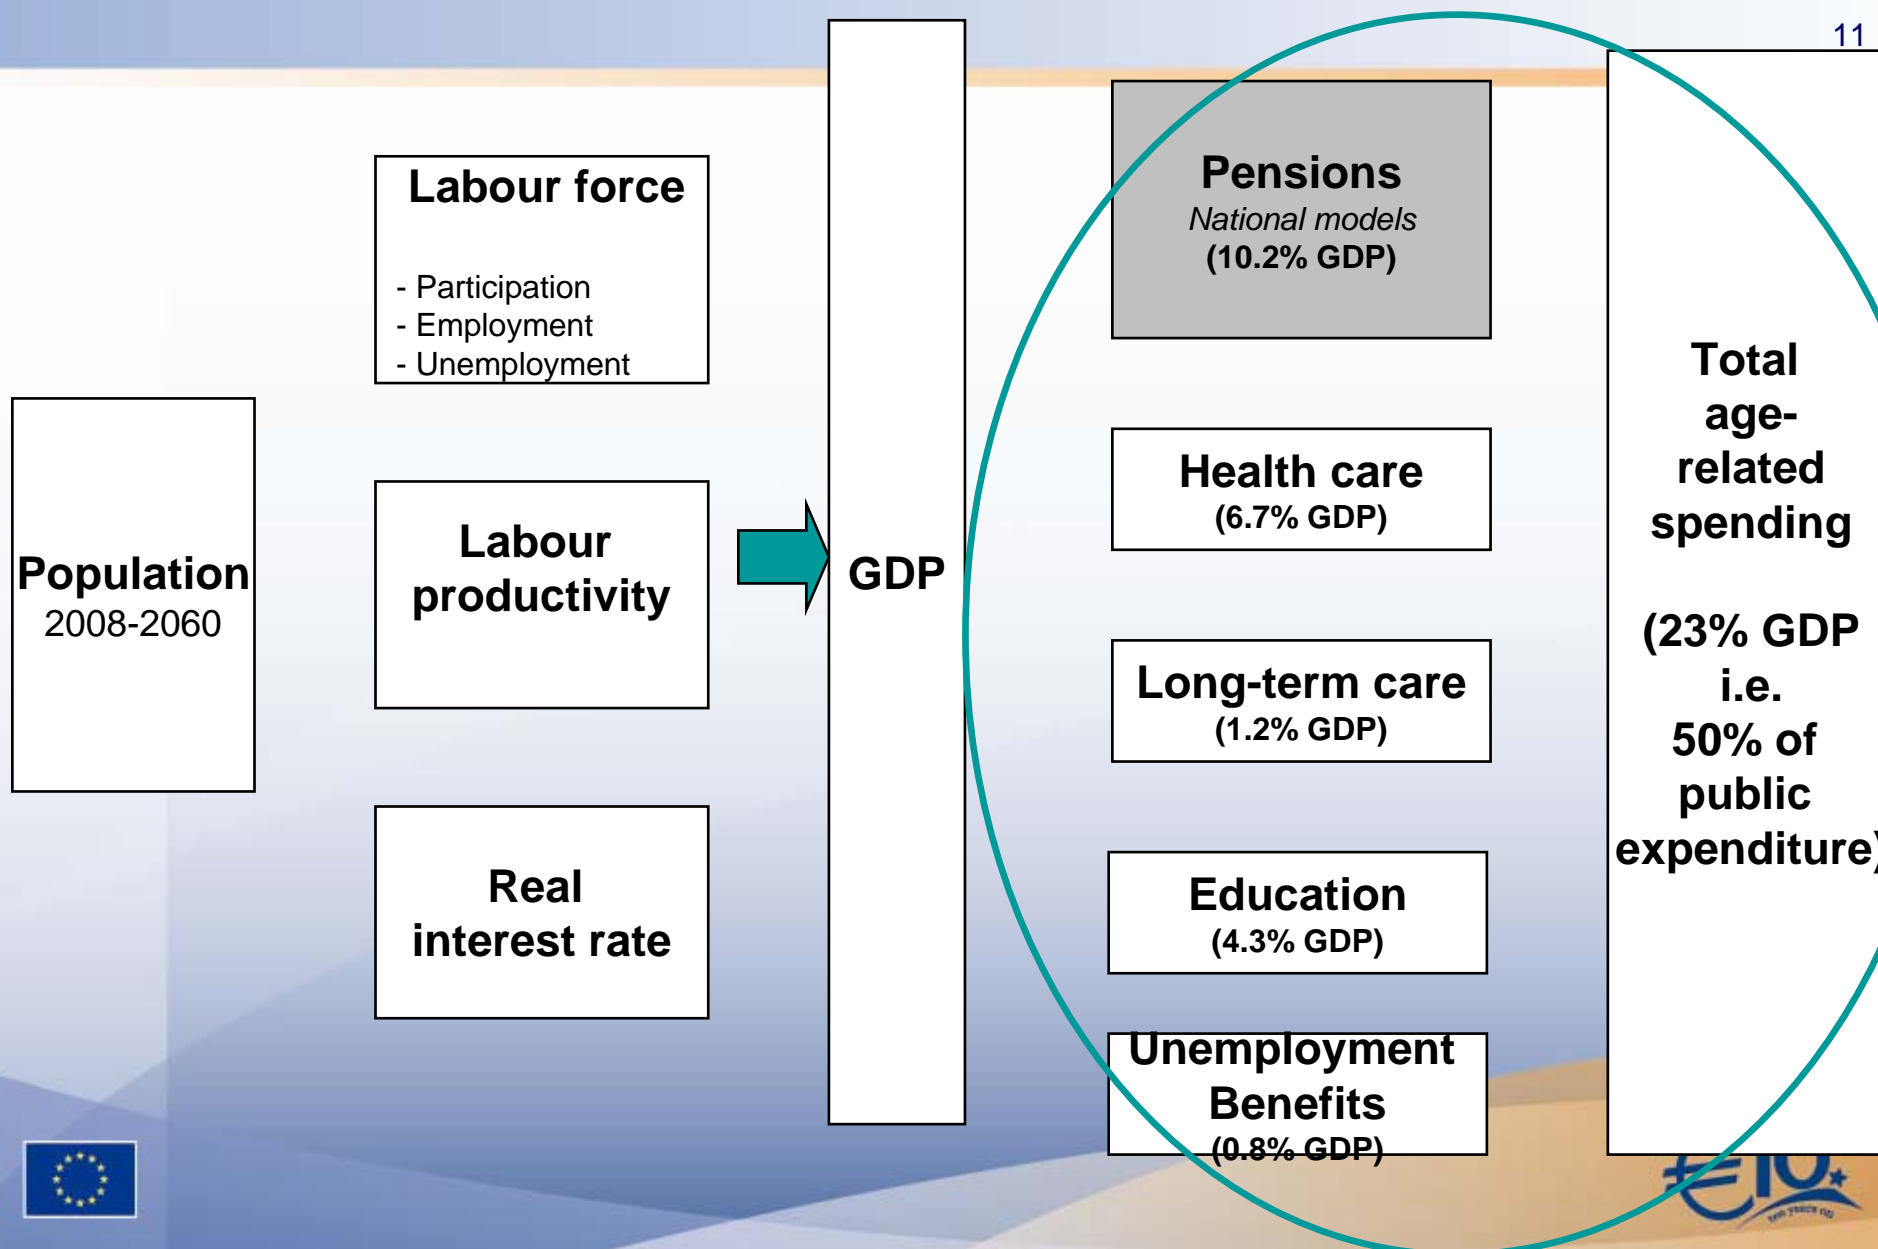 11
Population
2008-2060
Labour force
- Participation
- Employment
- Unemployment
Labour
productivity
Real
interest rate
GDP
Pensions
National models
(10.2% GDP)
Health care
(6.7% GDP)
Long-term care
(1.2% GDP)
Education
(4.3% GDP)
Unemployment
Benefits
(0.8% GDP)
Total
age-
related
spending
(23% GDP
i.e.
50% of
public
expenditure)
€10